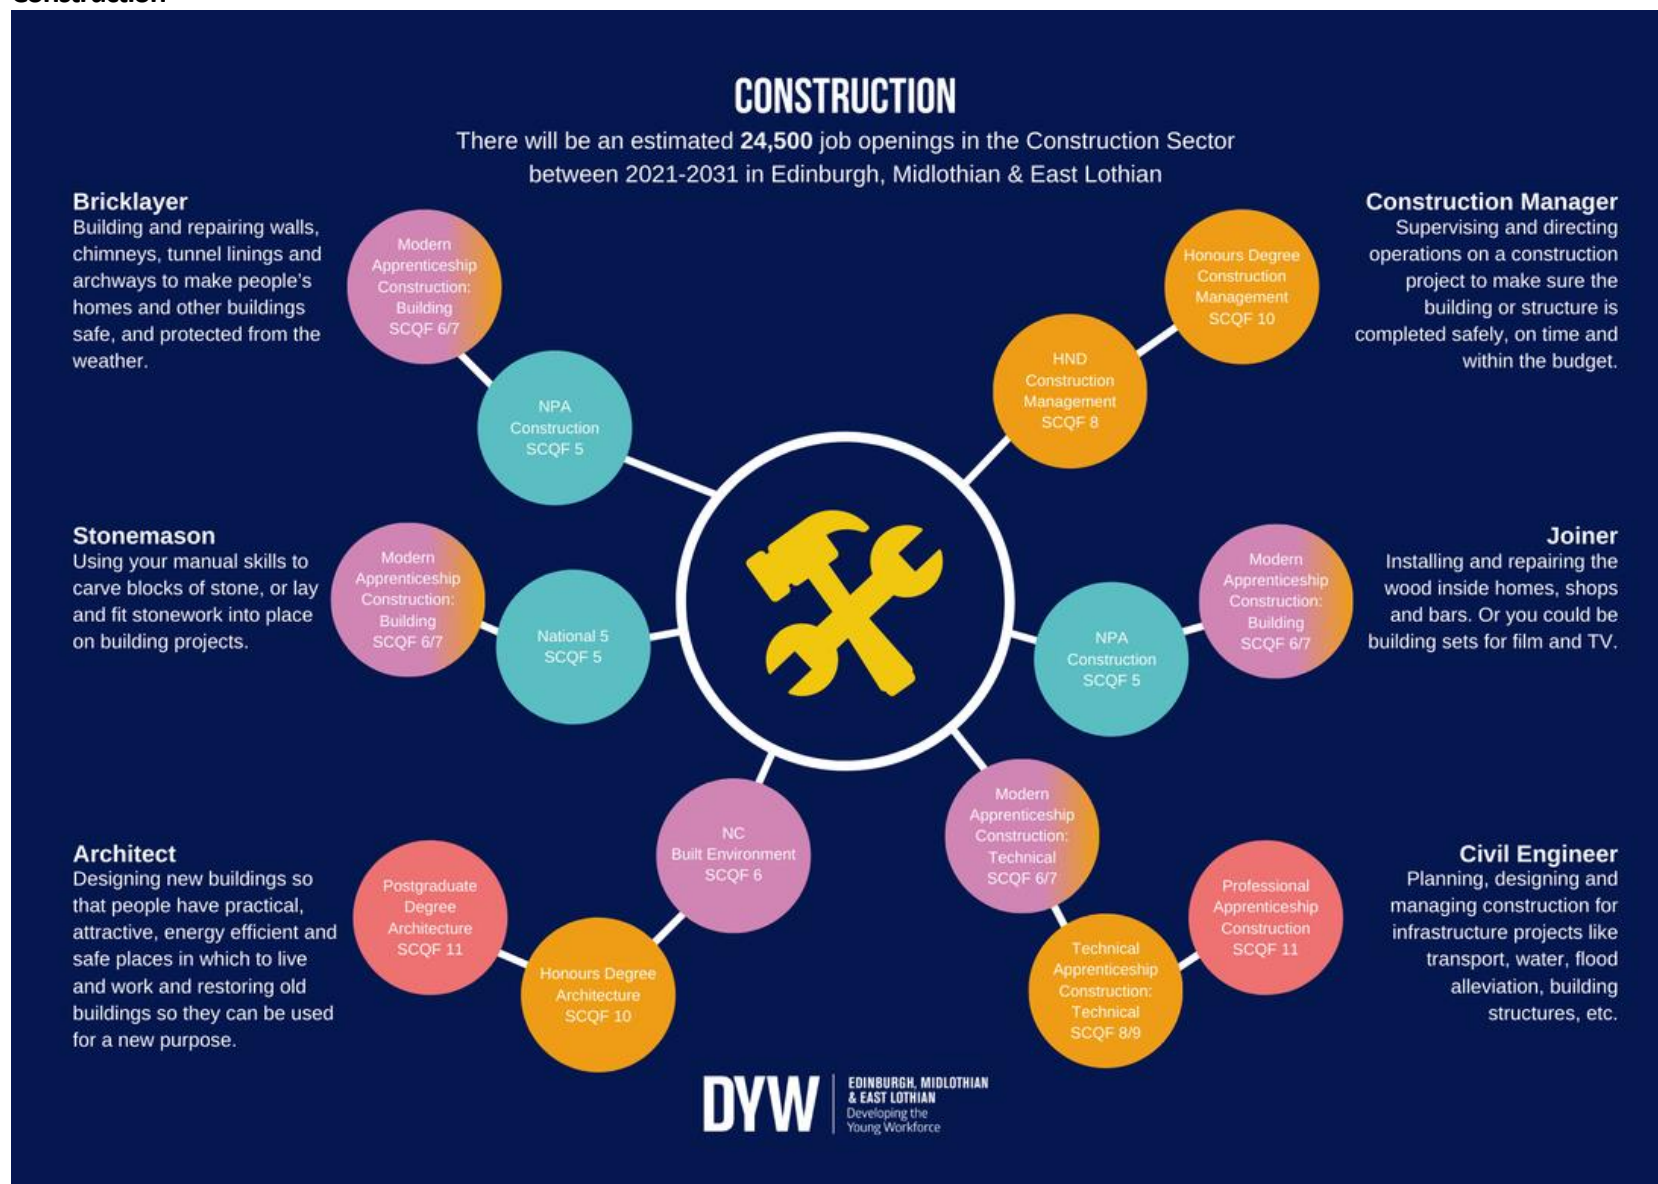 Construction
CONSTRUCTION
There will be an estimated 24,500 job openings in the Construction Sector
between 2021-2031 in Edinburgh, Midlothian & East Lothian
Bricklayer
Building and repairing walls,
chimneys, tunnel linings and
archways to make people's
homes and other buildings
safe, and protected from the
weather.
Modern
Apprenticeship
Construction:
Building
SCQF 6/7
NPA
Construction
SCQF 5
Honours Degree
Construction
Management
SCQF 10
HND
Construction
Management
SCQF 8
Construction Manager
Supervising and directing
operations on a construction
project to make sure the
building or structure is
completed safely, on time and
within the budget.
Stonemason
Using your manual skills to
carve blocks of stone, or lay
and fit stonework into place
on building projects.
Modern
Apprenticeship
Construction:
Building
SCQF 6/7
National 5
SCQF 5
NPA
Construction
SCQF 5
Modern
Apprenticeship
Construction:
Building
SCQF 6/7
Joiner
Installing and repairing the
wood inside homes, shops
and bars. Or you could be
building sets for film and TV.
Architect
Designing new buildings so
that people have practical,
attractive, energy efficient and
safe places in which to live
and work and restoring old
buildings so they can be used
for a new purpose.
Postgraduate
Degree
Architecture
SCQF 11
Honours Degree
Architecture
SCQF 10
NC
Built Environment
SCQF 6
Modern
Apprenticeship
Construction:
Technical
SCQF 6/7
Technical
Apprenticeship
Construction:
Technical
SCQF 8/9
Professional
Apprenticeship
Construction
SCQF 11
Civil Engineer
Planning, designing and
managing construction for
infrastructure projects like
transport, water, flood
alleviation, building
structures, etc.
DYW
EDINBURGH, MIDLOTHIAN
& EAST LOTHIAN
Developing the
Young Workforce